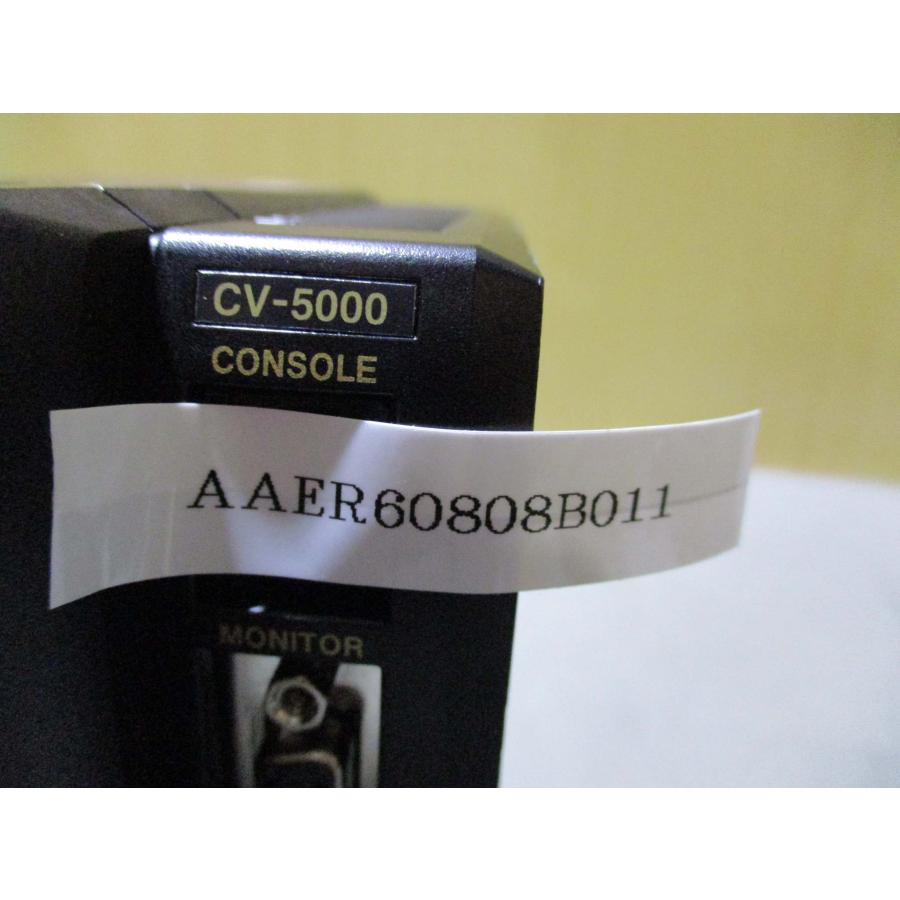 CV-5000
CONSOLE
AAER60808B011
MONITOR